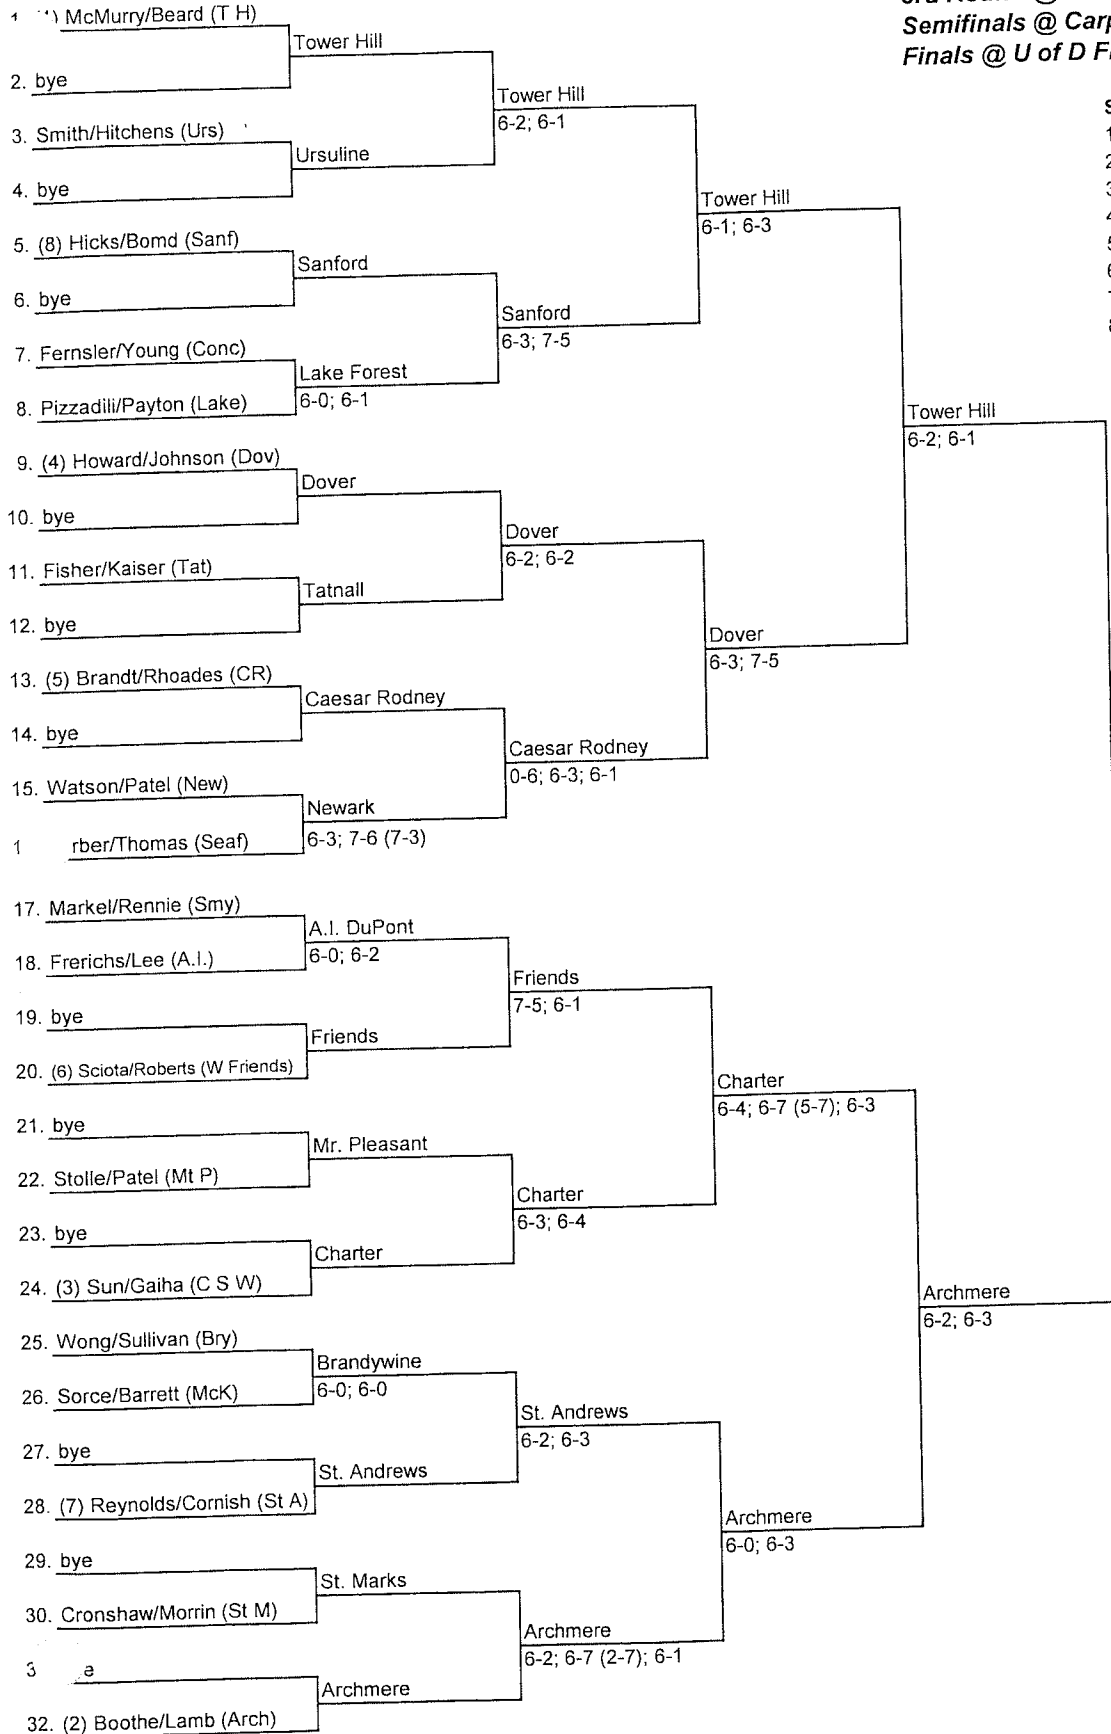 Semifinals @
Finals @ U of D
1 McMurry/Beard (T H)
Tower Hill
2. bye
Tower Hill
6-2; 6-1
3. Smith/Hitchens (Urs)
Ursuline
4. bye
Tower Hill
6-1; 6-3
5. (8) Hicks/Bomd (Sanf)
Sanford
6. bye
Sanford
6-3; 7-5
7. Fernsler/Young (Conc)
Lake Forest
6-0; 6-1
8. Pizzadili/Payton (Lake)
Tower Hill
6-2; 6-1
9. (4) Howard/Johnson (Dov)
Dover
10. bye
Dover
6-2; 6-2
11. Fisher/Kaiser (Tat)
Tatnall
12. bye
Dover
6-3; 7-5
13. (5) Brandt/Rhoades (CR)
Caesar Rodney
14. bye
Caesar Rodney
0-6; 6-3; 6-1
15. Watson/Patel (New)
Newark
6-3; 7-6 (7-3)
1 rber/Thomas (Seaf)
17. Markel/Rennie (Smy)
A.I. DuPont
6-0; 6-2
18. Frerichs/Lee (A.I.)
Friends
7-5; 6-1
19. bye
Friends
20. (6) Sciota/Roberts (W Friends)
Charter
6-4; 6-7 (5-7); 6-3
21. bye
Mr. Pleasant
22. Stolle/Patel (Mt P)
Charter
6-3; 6-4
23. bye
Charter
24. (3) Sun/Gaiha (C S W)
Archmere
6-2; 6-3
25. Wong/Sullivan (Bry)
Brandywine
6-0; 6-0
26. Sorce/Barrett (McK)
St. Andrews
6-2; 6-3
27. bye
St. Andrews
28. (7) Reynolds/Cornish (St A)
Archmere
6-0; 6-3
29. bye
St. Marks
30. Cronshaw/Morrin (St M)
Archmere
6-2; 6-7 (2-7); 6-1
3 e
Archmere
32. (2) Boothe/Lamb (Arch)